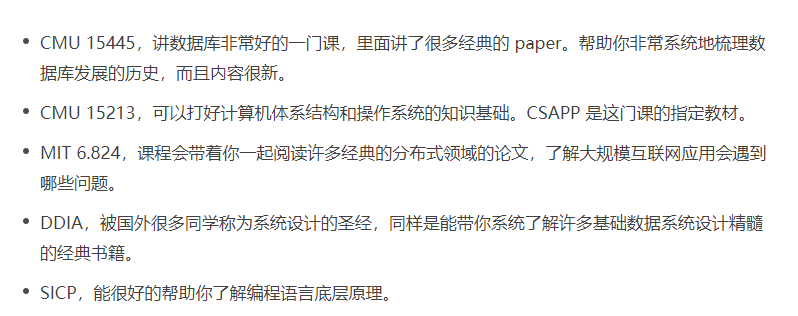 CMU 15445，讲数据库非常好的一门课，里面讲了很多经典的 paper。帮助你非常系统地梳理数
据库发展的历史，而且内容很新。
CMU 15213，可以打好计算机体系结构和操作系统的知识基础。CSAPP 是这门课的指定教材。
MIT 6.824，课程会带着你一起阅读许多经典的分布式领域的论文，了解大规模互联网应用会遇到
哪些问题。
DDIA，被国外很多同学称为系统设计的圣经，同样是能带你系统了解许多基础数据系统设计精髓
的经典书籍。
SICP，能很好的帮助你了解编程语言底层原理。